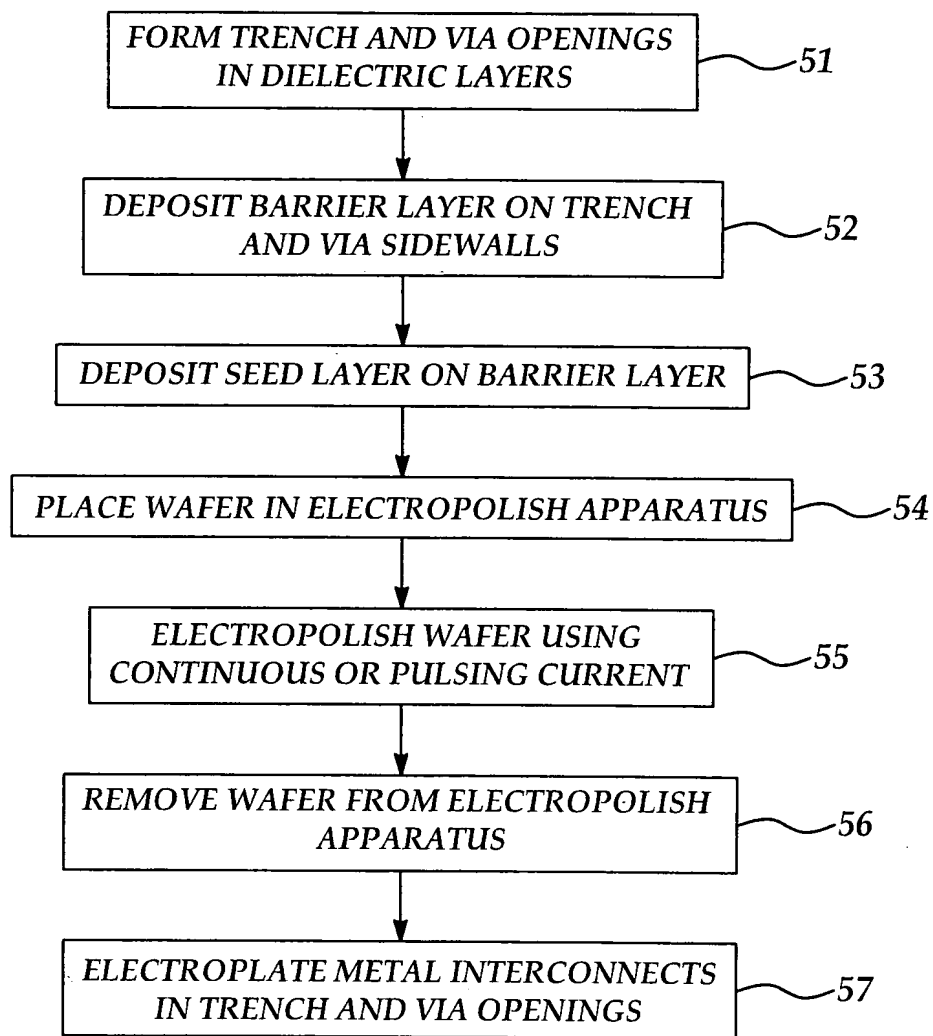 FORM TRENCH AND VIA OPENINGS
IN DIELECTRIC LAYERS
51
DEPOSIT BARRIER LAYER ON TRENCH
AND VIA SIDEWALLS
52
DEPOSIT SEED LAYER ON BARRIER LAYER
53
PLACE WAFER IN ELECTROPOLISH APPARATUS
54
ELECTROPOLISH WAFER USING
CONTINUOUS OR PULSING CURRENT
55
REMOVE WAFER FROM ELECTROPOLISH
APPARATUS
56
ELECTROPLATE METAL INTERCONNECTS
IN TRENCH AND VIA OPENINGS
57